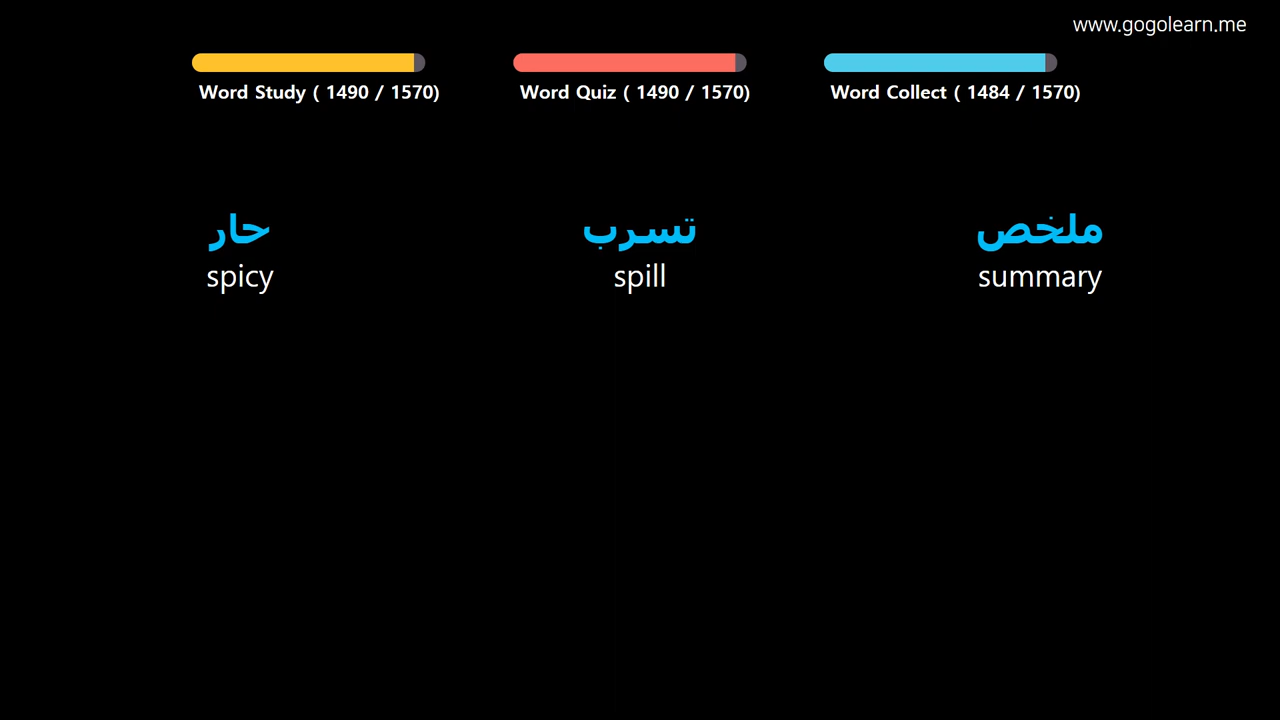 www.gogolearn.me
Word Study ( 1490 / 1570)
Word Quiz ( 1490 / 1570)
Word Collect ( 1484 / 1570)
حار
spicy
تسرب
spill
ملخص
summary